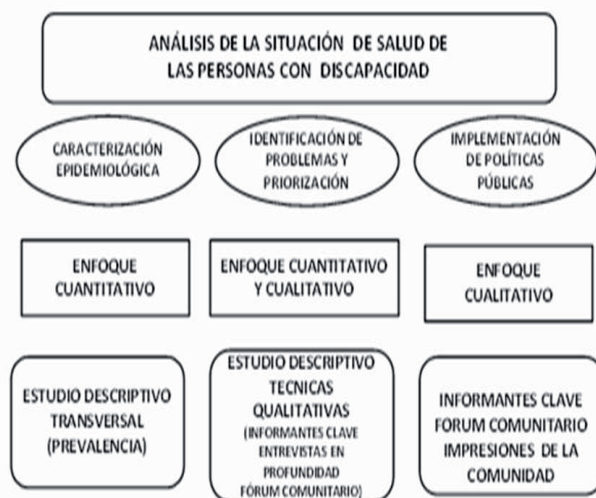 ANÁLISIS DE LA SITUACIÓN DE SALUD DE
LAS PERSONAS CON DISCAPACIDAD
CARACTERIZACIÓN
EPIDEMIOLÓGICA
IDENTIFICACIÓN DE
PROBLEMAS Y
PRIORIZACIÓN
IMPLEMENTACIÓN
DE POLÍTICAS
PÚBLICAS
ENFOQUE
CUANTITATIVO
ENFOQUE CUANTITATIVO
Y CUALITATIVO
ENFOQUE
CUALITATIVO
ESTUDIO DESCRIPTIVO
TRANSVERSAL
(PREVALENCIA)
ESTUDIO DESCRIPTIVO
TECNICAS
QUALITATIVAS
(INFORMANTES CLAVE
ENTREVISTAS EN
PROFUNDIDAD
FÓRUM COMUNITARIO)
INFORMANTES CLAVE
FORUM COMUNITARIO
IMPRESIONES DE LA
COMUNIDAD